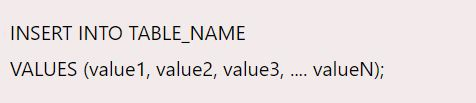 INSERT INTO TABLE_NAME
VALUES (value1, value2, value3, .... valueN);